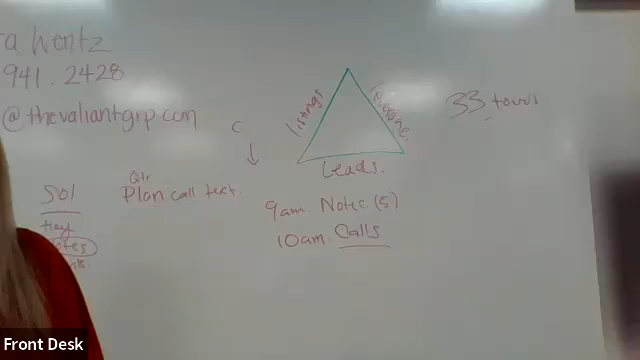 a Wentz
941.2428
@thevaliantgrp.com
C
listings
Leads.
33 tours
SOI
Qtr
Plan call text.
9am. Notes (5)
10am. Calls
Front Desk